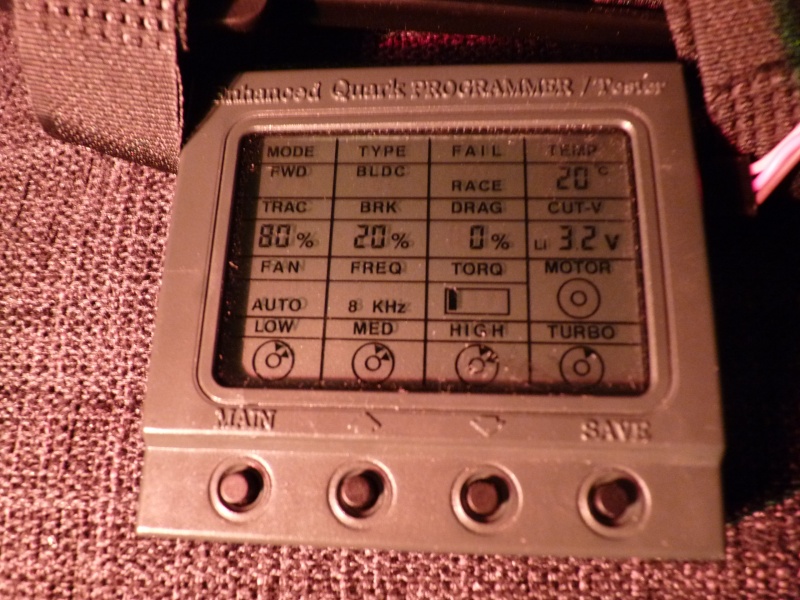 Enhanced Quark PROGRAMMER / Tester
MODE TYPE FAIL TEMP
FWD BLDC RACE 20 °C
TRAC BRK DRAG CUT-V
80% 20% 0% Li 3.2 V
FAN FREQ TORQ MOTOR
AUTO 8 KHz
LOW MED HIGH TURBO
MAIN SAVE